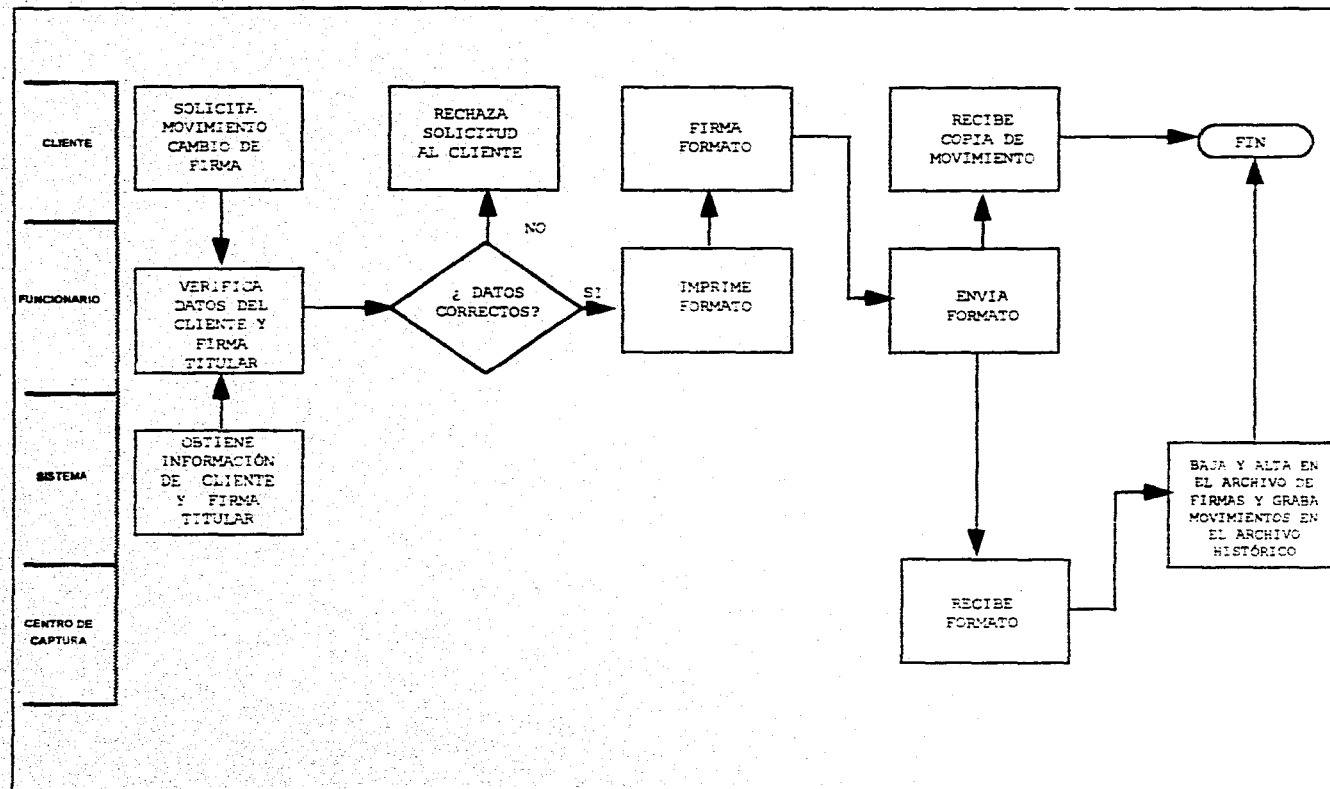 CLIENTE
SOLICITA
MOVIMIENTO
CAMBIO DE
FIRMA
RECHAZA
SOLICITUD
AL CLIENTE
FIRMA
FORMATO
RECIBE
COPIA DE
MOVIMIENTO
FIN
NO
FUNCIONARIO
VERIFICA
DATOS DEL
CLIENTE Y
FIRMA
TITULAR
¿ DATOS
CORRECTOS?
SI
IMPRIME
FORMATO
ENVIA
FORMATO
SISTEMA
OBTIENE
INFORMACIÓN
DE CLIENTE
Y FIRMA
TITULAR
BAJA Y ALTA EN
EL ARCHIVO DE
FIRMAS Y GRABA
MOVIMIENTOS EN
EL ARCHIVO
HISTÓRICO
CENTRO DE
CAPTURA
RECIBE
FORMATO